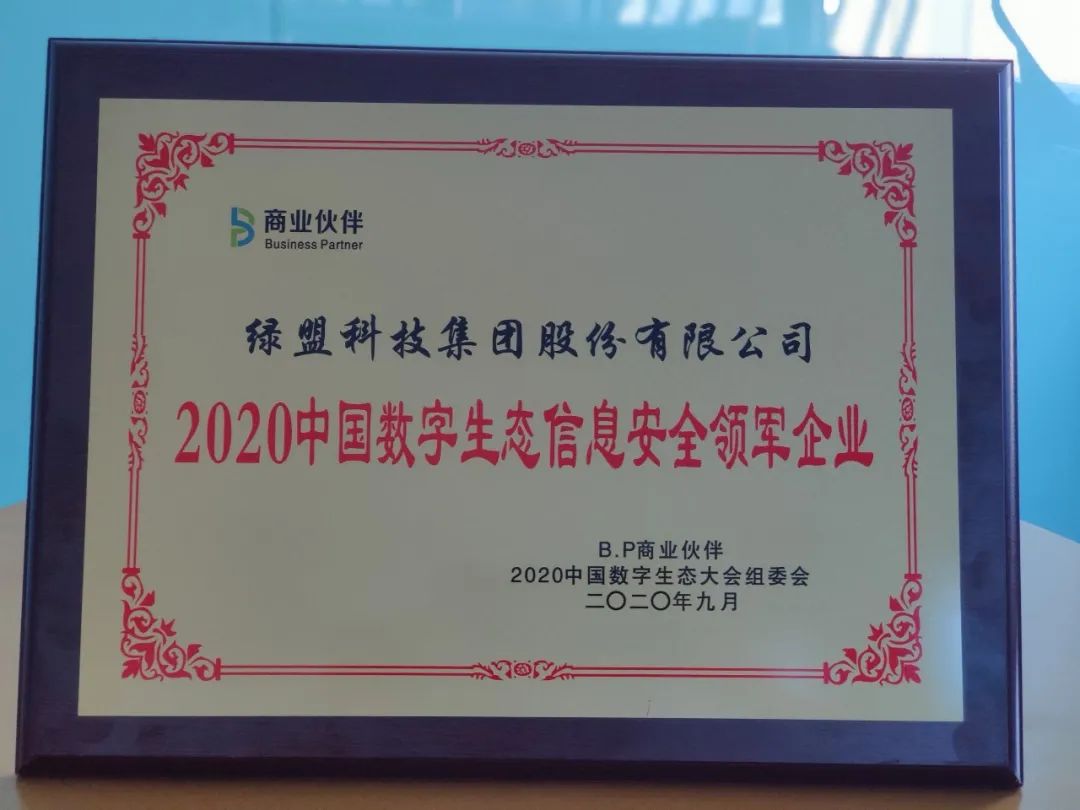 商业伙伴
Business Partner
绿盟科技集团股份有限公司
2020中国数字生态信息安全领军企业
B.P商业伙伴
2020中国数字生态大会组委会
二〇二〇年九月